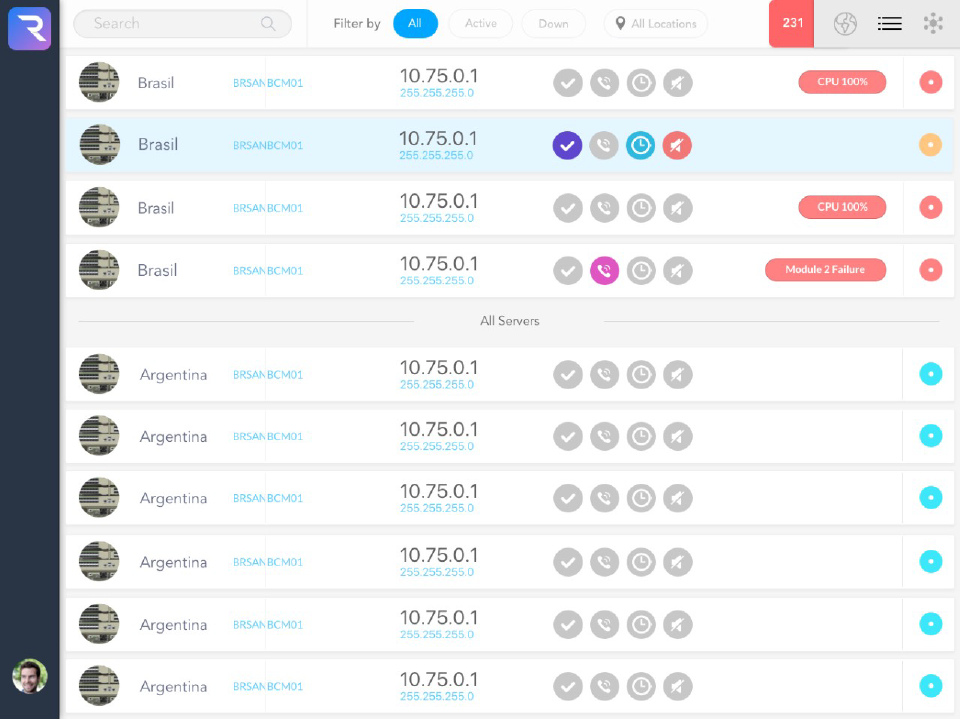 Search
Filter by All Active Down All Locations 231
Brasil BRSANBCM01 10.75.0.1 CPU 100%
255.255.255.0
Brasil BRSANBCM01 10.75.0.1
255.255.255.0
Brasil BRSANBCM01 10.75.0.1 CPU 100%
255.255.255.0
Brasil BRSANBCM01 10.75.0.1 Module 2 Failure
255.255.255.0
All Servers
Argentina BRSANBCM01 10.75.0.1
255.255.255.0
Argentina BRSANBCM01 10.75.0.1
255.255.255.0
Argentina BRSANBCM01 10.75.0.1
255.255.255.0
Argentina BRSANBCM01 10.75.0.1
255.255.255.0
Argentina BRSANBCM01 10.75.0.1
255.255.255.0
Argentina BRSANBCM01 10.75.0.1
255.255.255.0